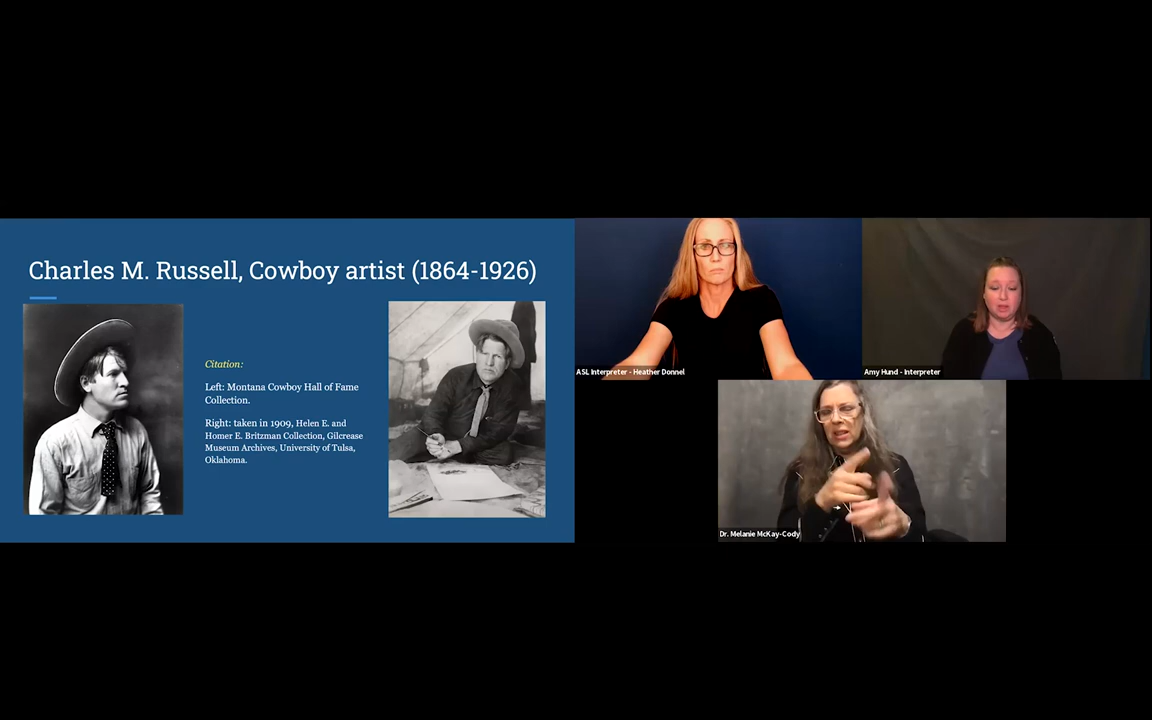 Charles M. Russell, Cowboy artist (1864-1926)
Citation:
Left: Montana Cowboy Hall of Fame
Collection.
Right: taken in 1909, Helen E. and
Homer E. Britzman Collection, Gilcrease
Museum Archives, University of Tulsa,
Oklahoma.
ASL Interpreter - Heather Donnel
Amy Hund - Interpreter
Dr. Melanie McKay-Cody